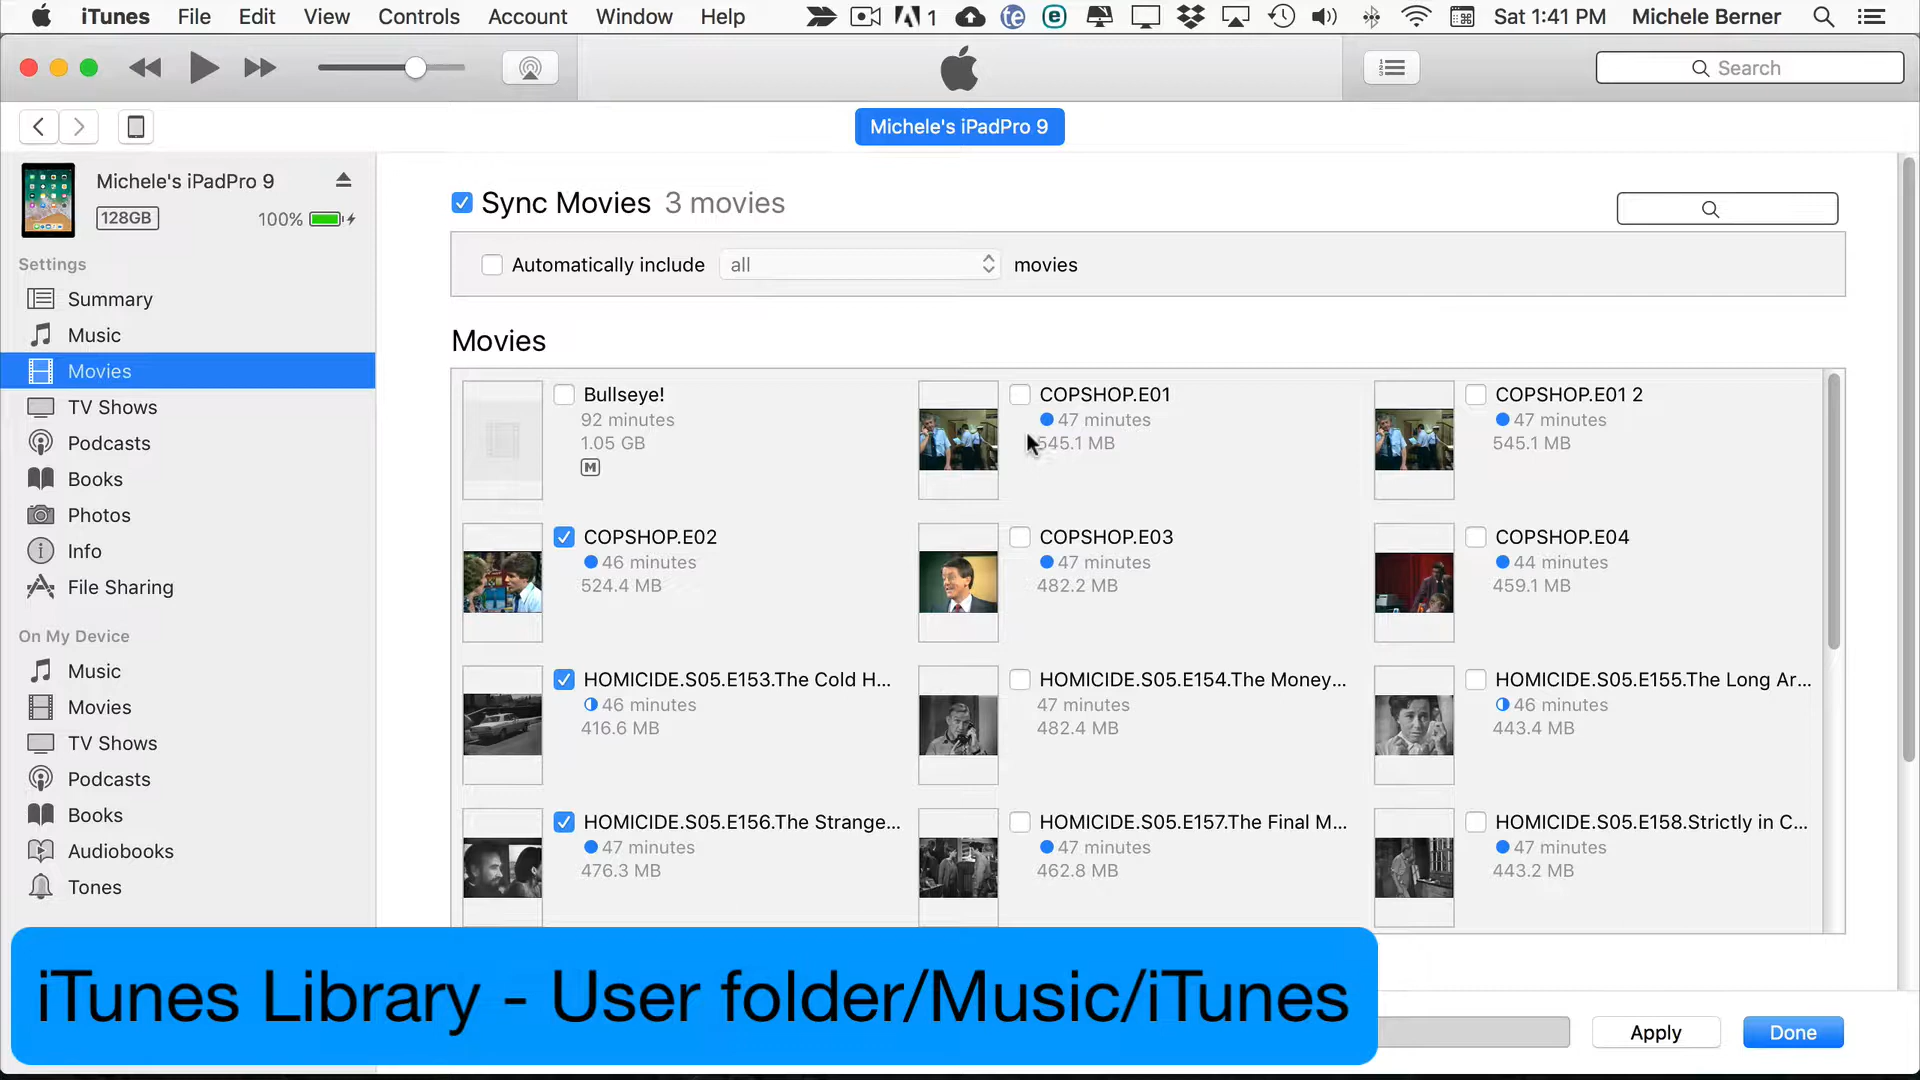 iTunes File Edit View Controls Account Window Help 1 te e Sat 1:41 PM Michele Berner
Search
Michele's iPadPro 9
Michele's iPadPro 9
128GB 100%
Settings
Summary
Music
Movies
TV Shows
Podcasts
Books
Photos
Info
File Sharing
On My Device
Music
Movies
TV Shows
Podcasts
Books
Audiobooks
Tones
Sync Movies 3 movies
Automatically include all movies
Movies
Bullseye!
92 minutes
1.05 GB
M
COPSHOP.E01
47 minutes
545.1 MB
COPSHOP.E01 2
47 minutes
545.1 MB
COPSHOP.E02
46 minutes
524.4 MB
COPSHOP.E03
47 minutes
482.2 MB
COPSHOP.E04
44 minutes
459.1 MB
HOMICIDE.S05.E153.The Cold H...
46 minutes
416.6 MB
HOMICIDE.S05.E154.The Money...
47 minutes
482.4 MB
HOMICIDE.S05.E155.The Long Ar...
46 minutes
443.4 MB
HOMICIDE.S05.E156.The Strange...
47 minutes
476.3 MB
HOMICIDE.S05.E157.The Final M...
47 minutes
462.8 MB
HOMICIDE.S05.E158.Strictly in C...
47 minutes
443.2 MB
iTunes Library - User folder/Music/iTunes
Apply Done